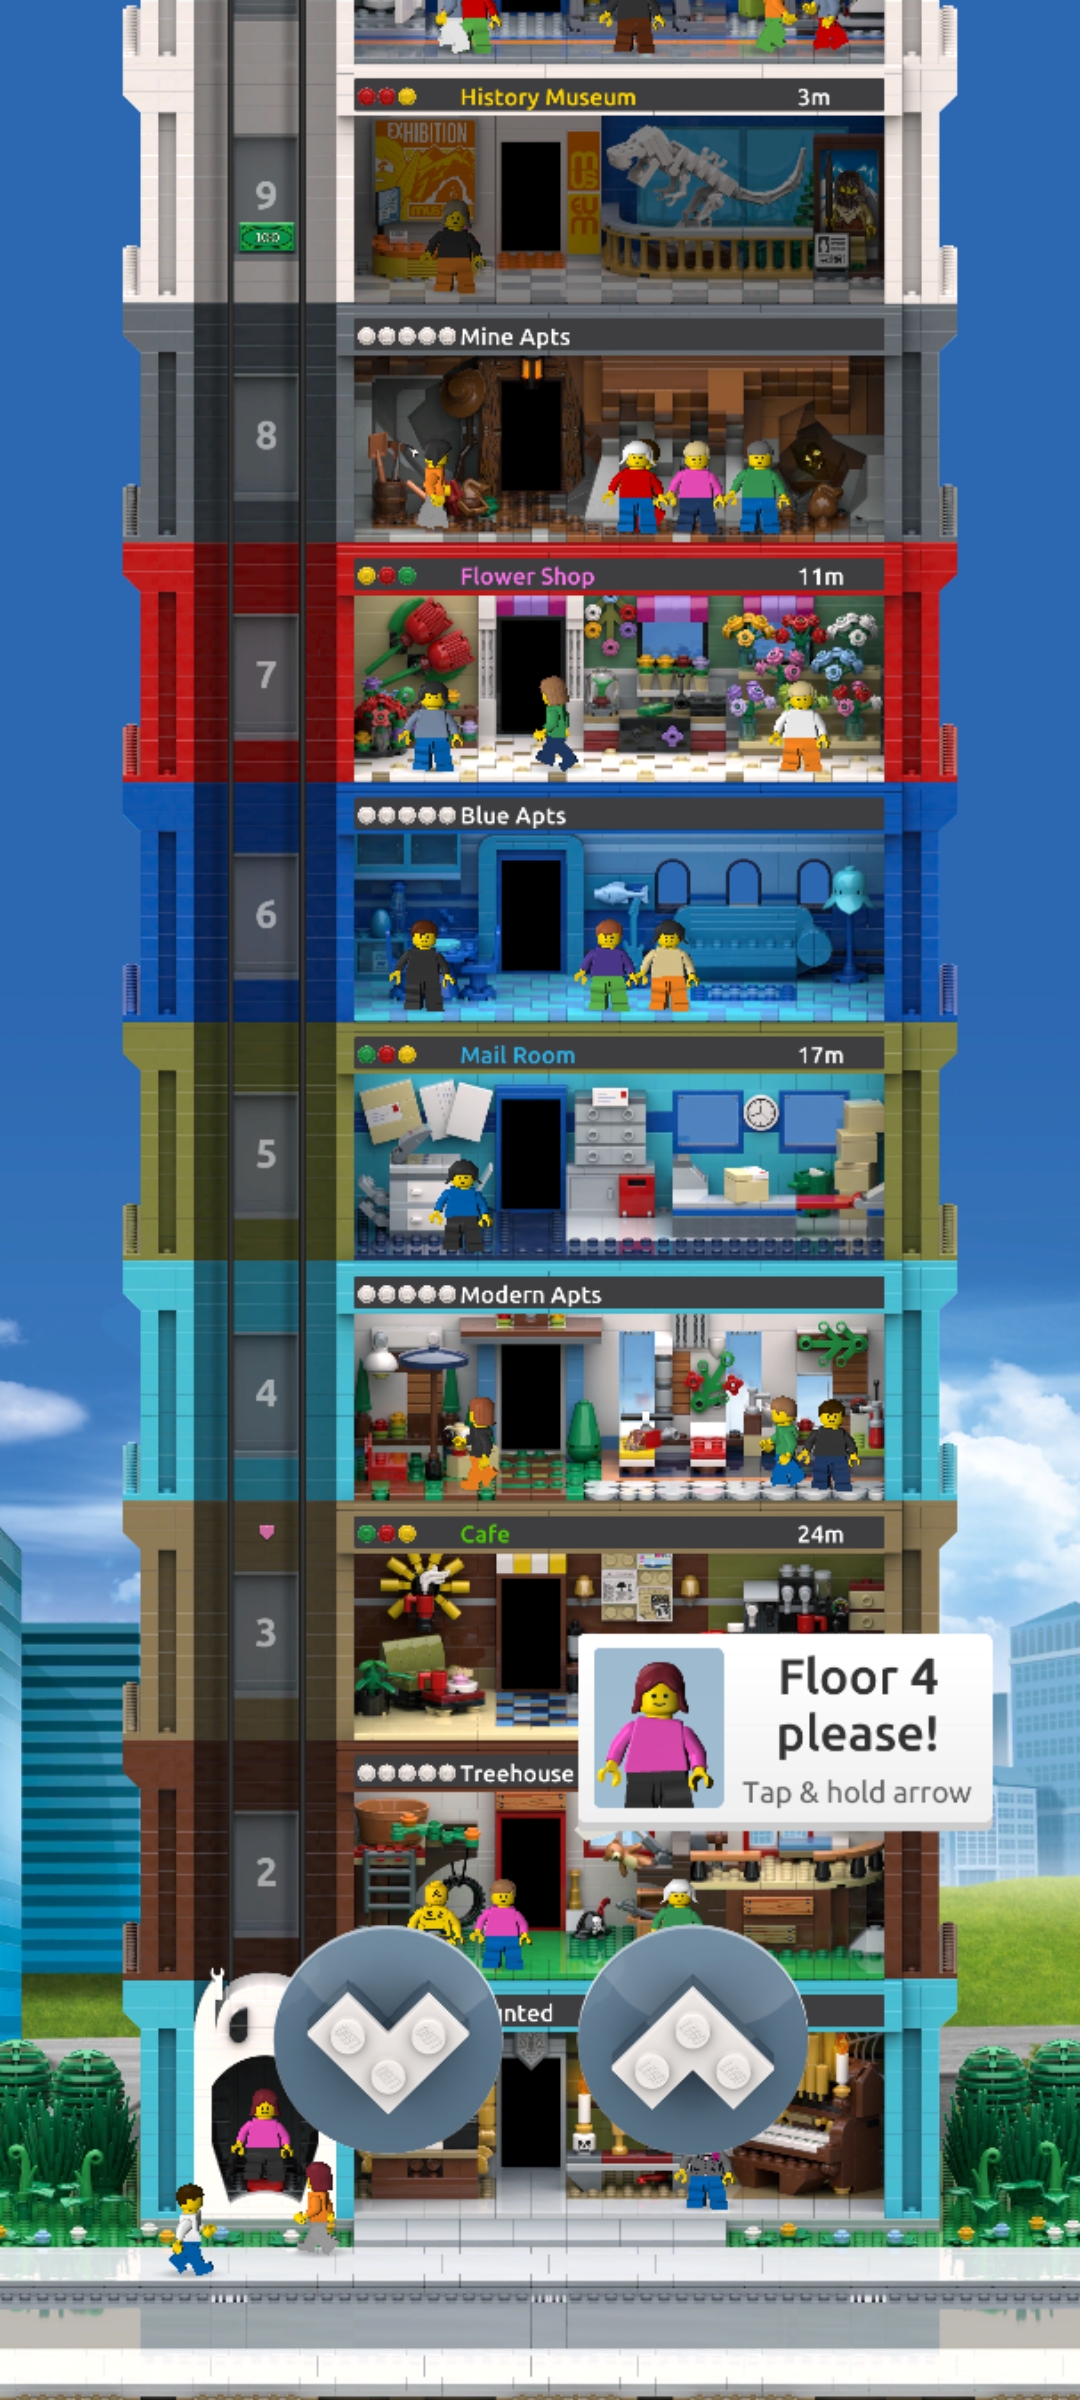 History Museum 3m
EXHIBITION
MUSEUM
9
100
Mine Apts
8
Flower Shop 11m
7
Blue Apts
6
Mail Room 17m
5
Modern Apts
4
Cafe 24m
3
Floor 4
please!
Tap & hold arrow
Treehouse
2
nted